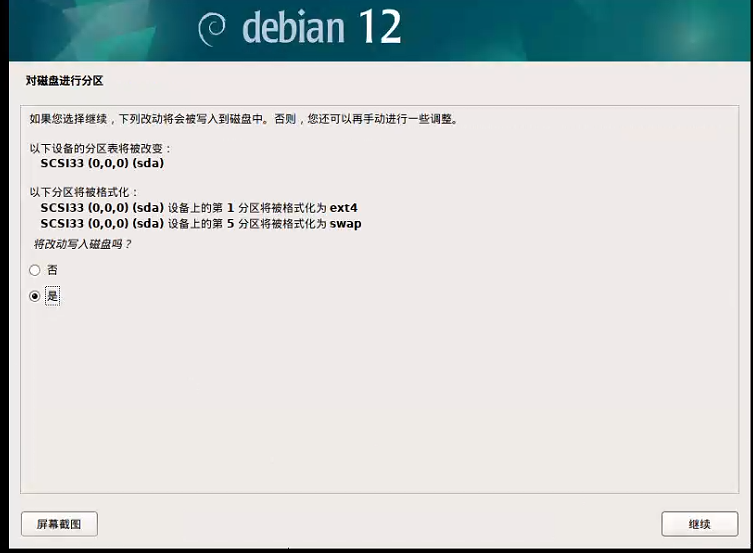 debian 12
对磁盘进行分区
如果您选择继续，下列改动将会被写入到磁盘中。否则，您还可以再手动进行一些调整。
以下设备的分区表将被改变：
SCSI33 (0,0,0) (sda)
以下分区将被格式化：
SCSI33 (0,0,0) (sda) 设备上的第 1 分区将被格式化为 ext4
SCSI33 (0,0,0) (sda) 设备上的第 5 分区将被格式化为 swap
将改动写入磁盘吗？
否
是
屏幕截图 继续